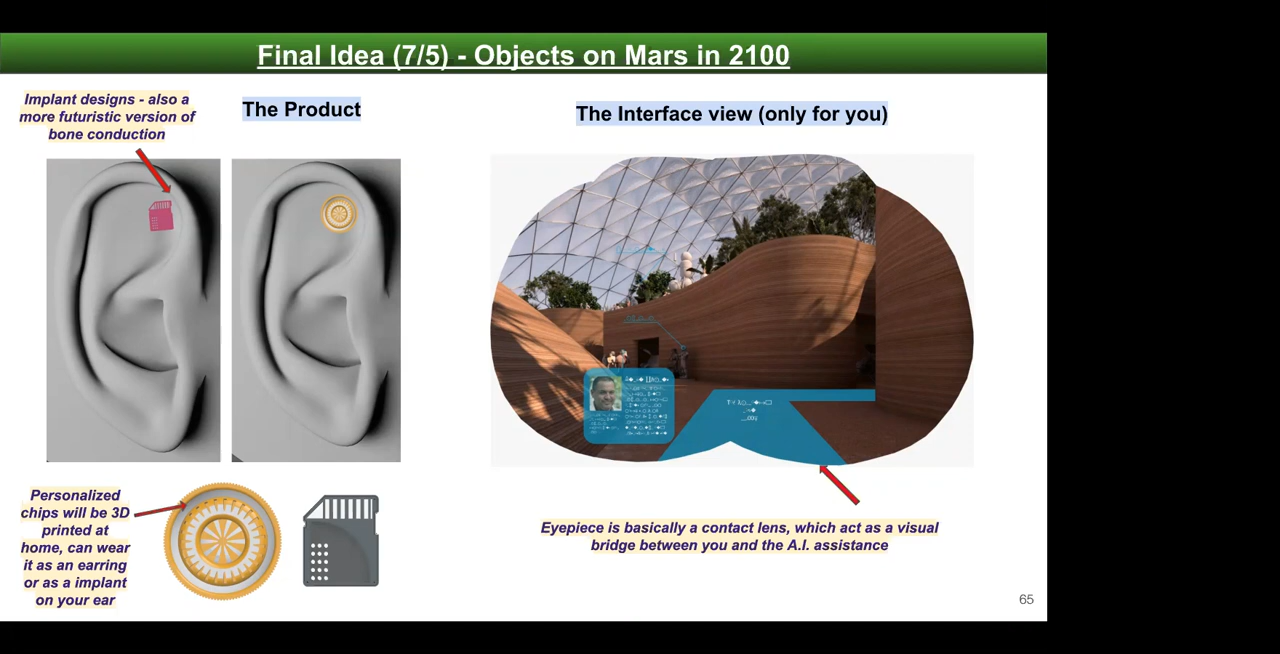 Final Idea (7/5) - Objects on Mars in 2100
Implant designs - also a
more futuristic version of
bone conduction
The Product
The Interface view (only for you)
Personalized
chips will be 3D
printed at
home, can wear
it as an earring
or as a implant
on your ear
Eyepiece is basically a contact lens, which act as a visual
bridge between you and the A.I. assistance
65